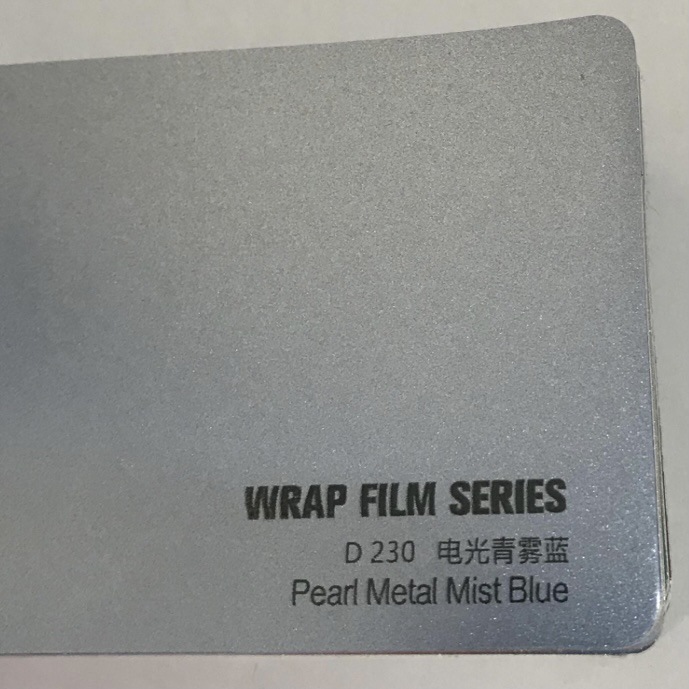 WRAP FILM SERIES
D 230 电光青雾蓝
Pearl Metal Mist Blue